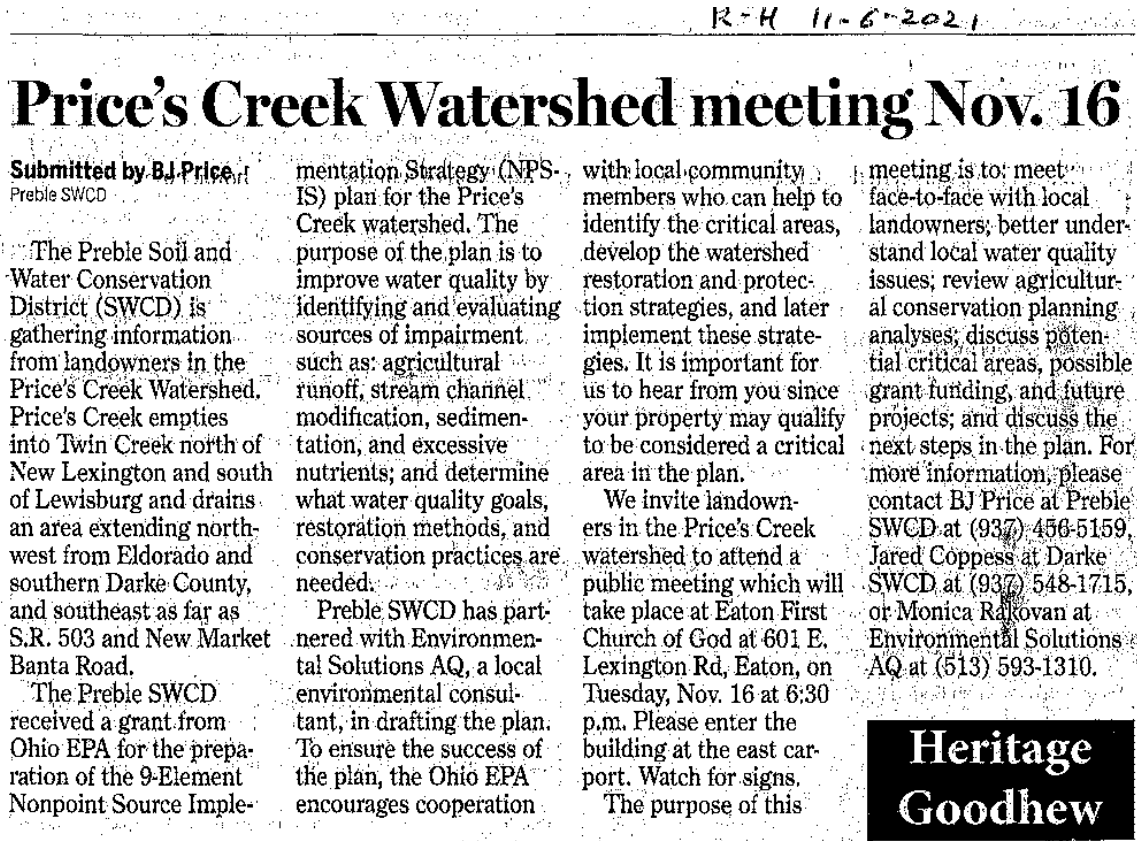 R-H 11-6-2021
Price's Creek Watershed meeting Nov. 16
Submitted by BJ Price
Preble SWCD
The Preble Soil and
Water Conservation
District (SWCD) is
gathering information
from landowners in the
Price's Creek Watershed.
Price's Creek empties
into Twin Creek north of
New Lexington and south
of Lewisburg and drains
an area extending north-
west from Eldorado and
southern Darke County,
and southeast as far as
S.R. 503 and New Market
Banta Road.
The Preble SWCD
received a grant from
Ohio EPA for the prepa-
ration of the 9-Element
Nonpoint Source Imple-
mentation Strategy (NPS-
IS) plan for the Price's
Creek watershed. The
purpose of the plan is to
improve water quality by
identifying and evaluating
sources of impairment
such as: agricultural
runoff, stream channel
modification, sedimen-
tation, and excessive
nutrients; and determine
what water quality goals,
restoration methods, and
conservation practices are
needed.
Preble SWCD has part-
nered with Environmen-
tal Solutions AQ, a local
environmental consul-
tant, in drafting the plan.
To ensure the success of
the plan, the Ohio EPA
encourages cooperation
with local community
members who can help to
identify the critical areas,
develop the watershed
restoration and protec-
tion strategies, and later
implement these strate-
gies. It is important for
us to hear from you since
your property may qualify
to be considered a critical
area in the plan.
We invite landown-
ers in the Price's Creek
watershed to attend a
public meeting which will
take place at Eaton First
Church of God at 601 E.
Lexington Rd, Eaton, on
Tuesday, Nov. 16 at 6:30
p.m. Please enter the
building at the east car-
port. Watch for signs.
The purpose of this
meeting is to: meet
face-to-face with local
landowners; better under-
stand local water quality
issues; review agricultur-
al conservation planning
analyses; discuss poten-
tial critical areas, possible
grant funding, and future
projects; and discuss the
next steps in the plan. For
more information, please
contact BJ Price at Preble
SWCD at (937) 456-5159,
Jared Coppess at Darke
SWCD at (937) 548-1715,
or Monica Rakovan at
Environmental Solutions
AQ at (513) 593-1310.
Heritage
Goodhew